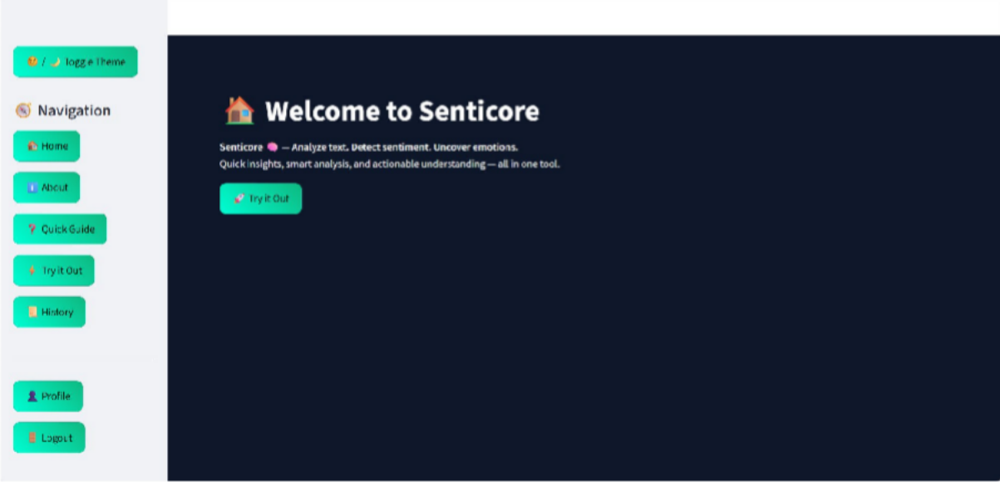 / Toggle Theme
Navigation
Home
About
Quick Guide
Try it Out
History
Profile
Logout
Welcome to Senticore
Senticore — Analyze text. Detect sentiment. Uncover emotions.
Quick insights, smart analysis, and actionable understanding — all in one tool.
Try it Out